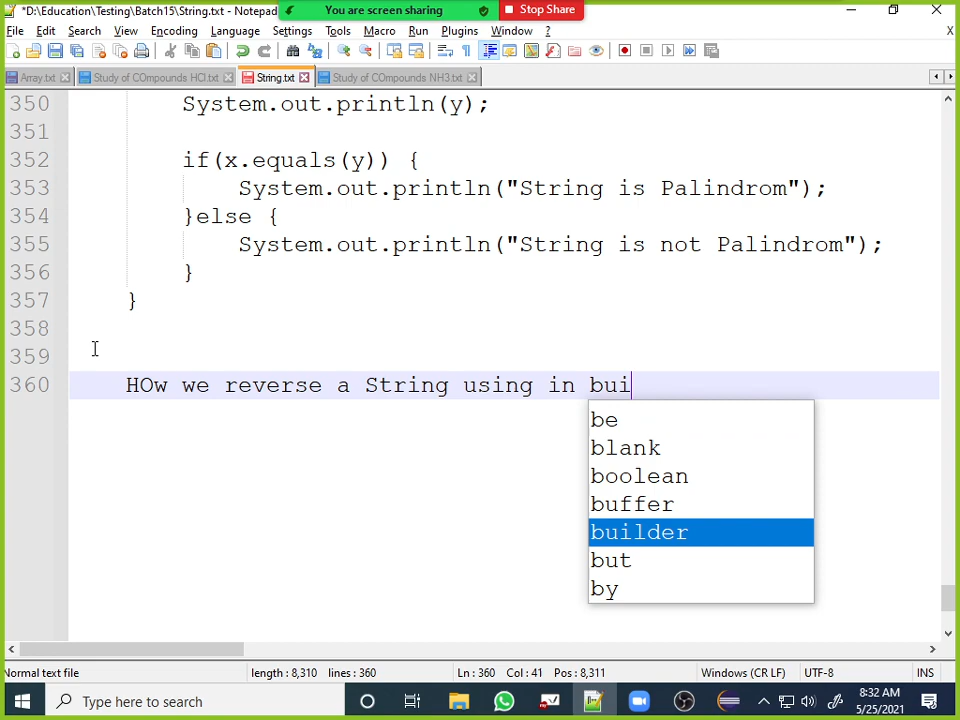 *D:\Education\Testing\Batch15\String.txt - Notepad
You are screen sharing
Stop Share
File Edit Search View Encoding Language Settings Tools Macro Run Plugins Window ? X
Array.txt Study of COmpounds HCl.txt String.txt Study of COmpounds NH3.txt
350 System.out.println(y);
351
352 if(x.equals(y)) {
353 System.out.println("String is Palindrom");
354 }else {
355 System.out.println("String is not Palindrom");
356 }
357 }
358
359
360 HOw we reverse a String using in bui
be
blank
boolean
buffer
builder
but
by
Normal text file length : 8,310 lines : 360 Ln : 360 Col : 41 Pos : 8,311 Windows (CR LF) UTF-8 INS
Type here to search
8:32 AM
5/25/2021